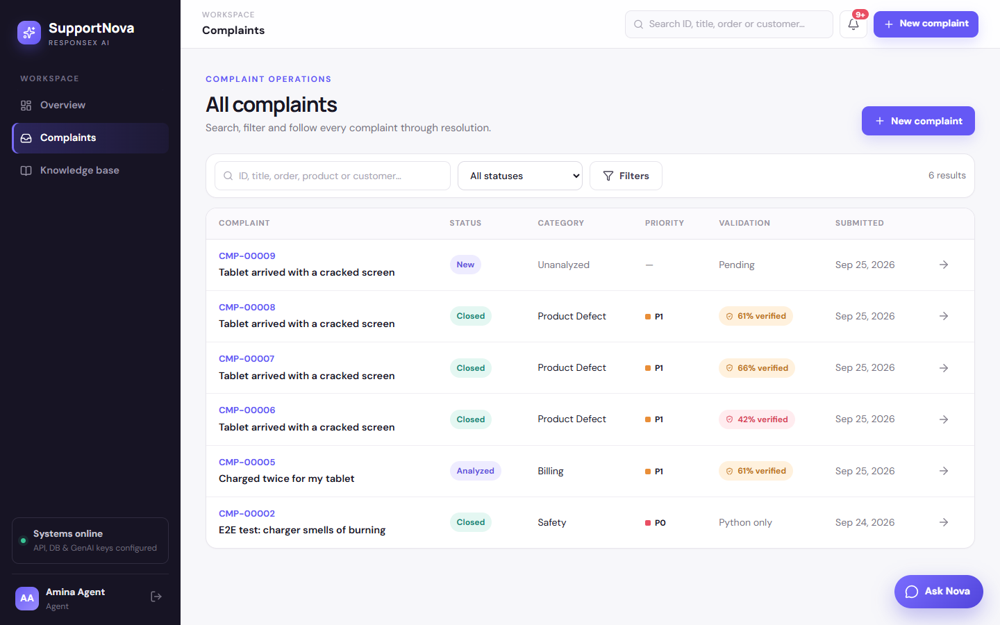 SupportNova
RESPONSEX AI
WORKSPACE
Overview
Complaints
Knowledge base
Systems online
API, DB & GenAI keys configured
AA
Amina Agent
Agent
WORKSPACE
Complaints
Search ID, title, order or customer...
9+
New complaint
COMPLAINT OPERATIONS
All complaints
Search, filter and follow every complaint through resolution.
New complaint
ID, title, order, product or customer...
All statuses
Filters
6 results
COMPLAINT STATUS CATEGORY PRIORITY VALIDATION SUBMITTED
CMP-00009
Tablet arrived with a cracked screen
New Unanalyzed — Pending Sep 25, 2026
CMP-00008
Tablet arrived with a cracked screen
Closed Product Defect P1 61% verified Sep 25, 2026
CMP-00007
Tablet arrived with a cracked screen
Closed Product Defect P1 66% verified Sep 25, 2026
CMP-00006
Tablet arrived with a cracked screen
Closed Product Defect P1 42% verified Sep 25, 2026
CMP-00005
Charged twice for my tablet
Analyzed Billing P1 61% verified Sep 25, 2026
CMP-00002
E2E test: charger smells of burning
Closed Safety P0 Python only Sep 24, 2026
Ask Nova